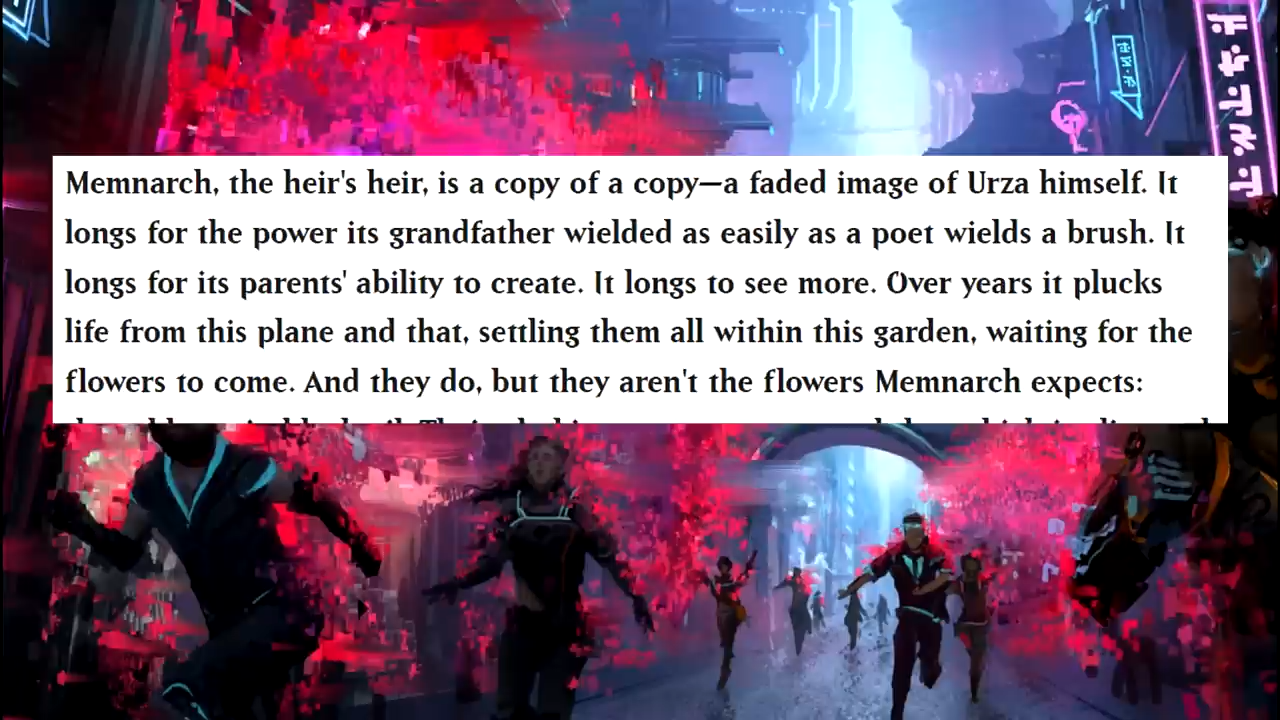 Memnarch, the heir's heir, is a copy of a copy—a faded image of Urza himself. It
longs for the power its grandfather wielded as easily as a poet wields a brush. It
longs for its parents' ability to create. It longs to see more. Over years it plucks
life from this plane and that, settling them all within this garden, waiting for the
flowers to come. And they do, but they aren't the flowers Memnarch expects: